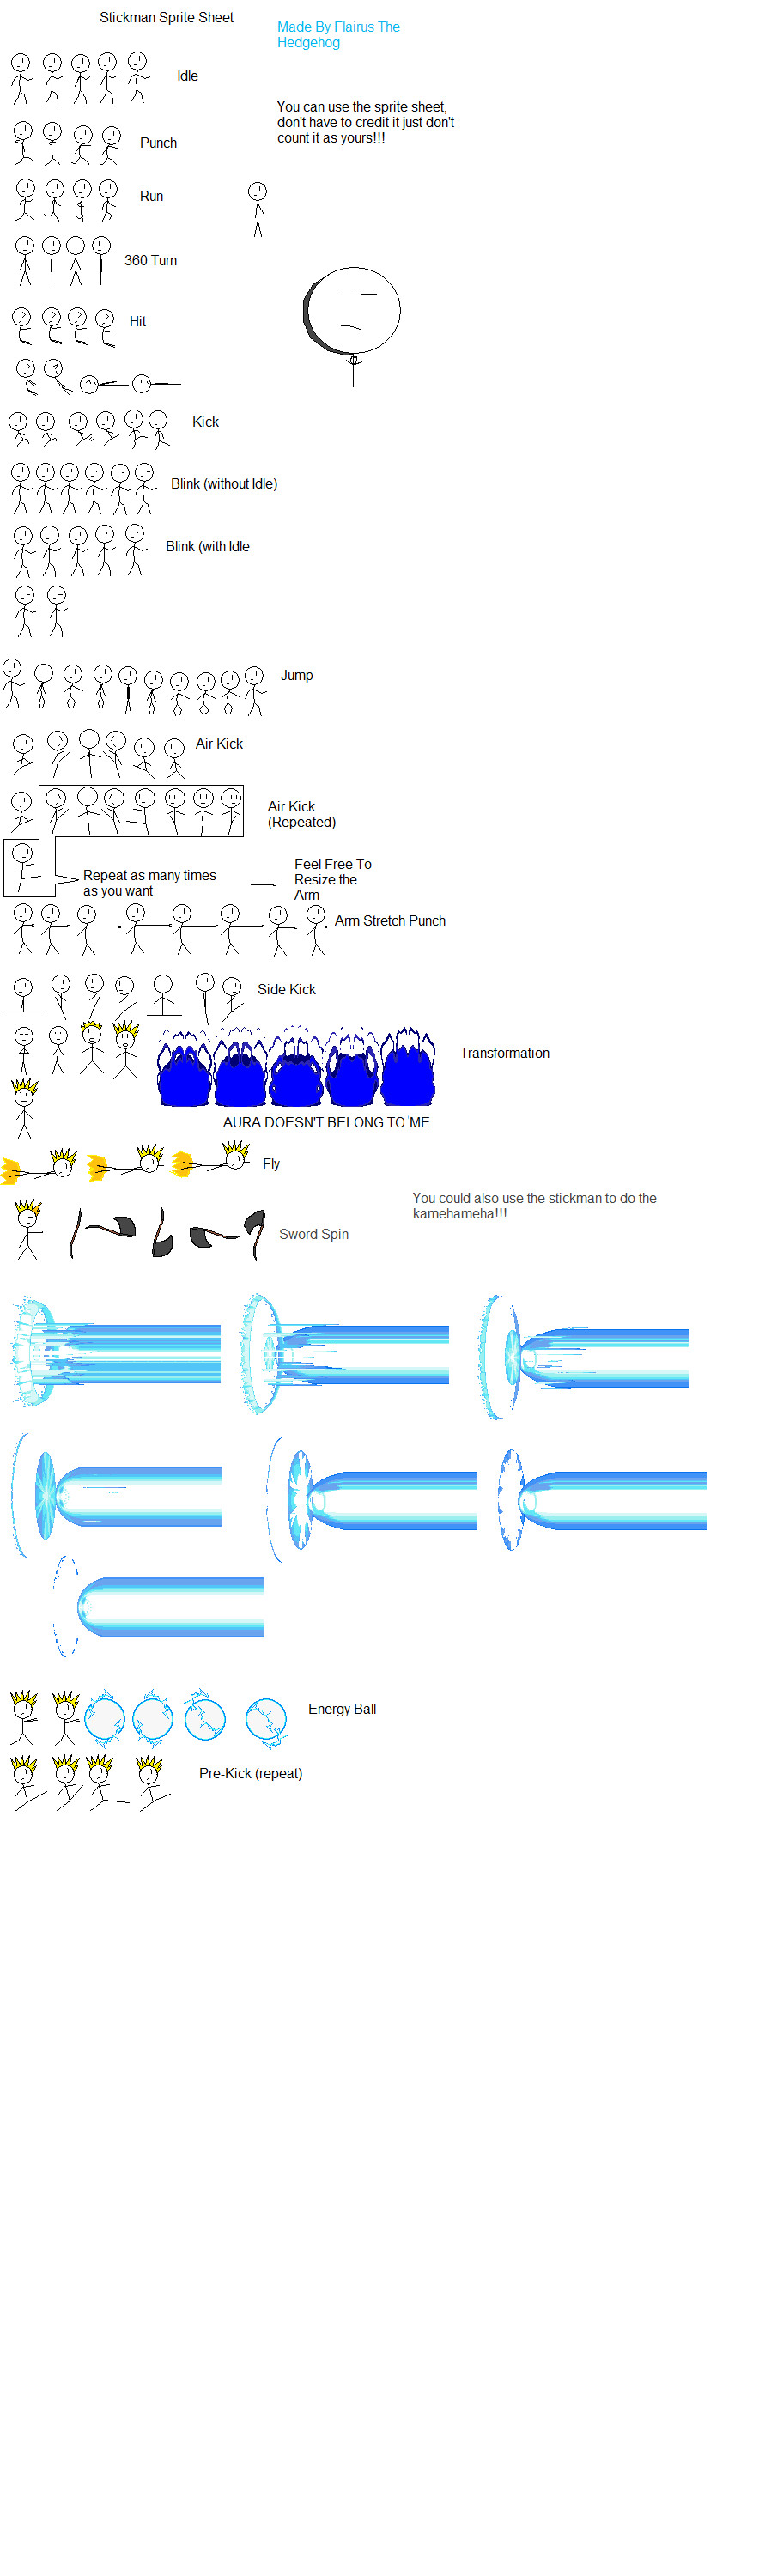 Stickman Sprite Sheet
Made By Flairus The
Hedgehog
Idle
You can use the sprite sheet,
don't have to credit it just don't
count it as yours!!!
Punch
Run
360 Turn
Hit
Kick
Blink (without Idle)
Blink (with Idle
Jump
Air Kick
Air Kick
(Repeated)
Repeat as many times
as you want
Feel Free To
Resize the
Arm
Arm Stretch Punch
Side Kick
Transformation
AURA DOESN'T BELONG TO ME
Fly
You could also use the stickman to do the
kamehameha!!!
Sword Spin
Energy Ball
Pre-Kick (repeat)